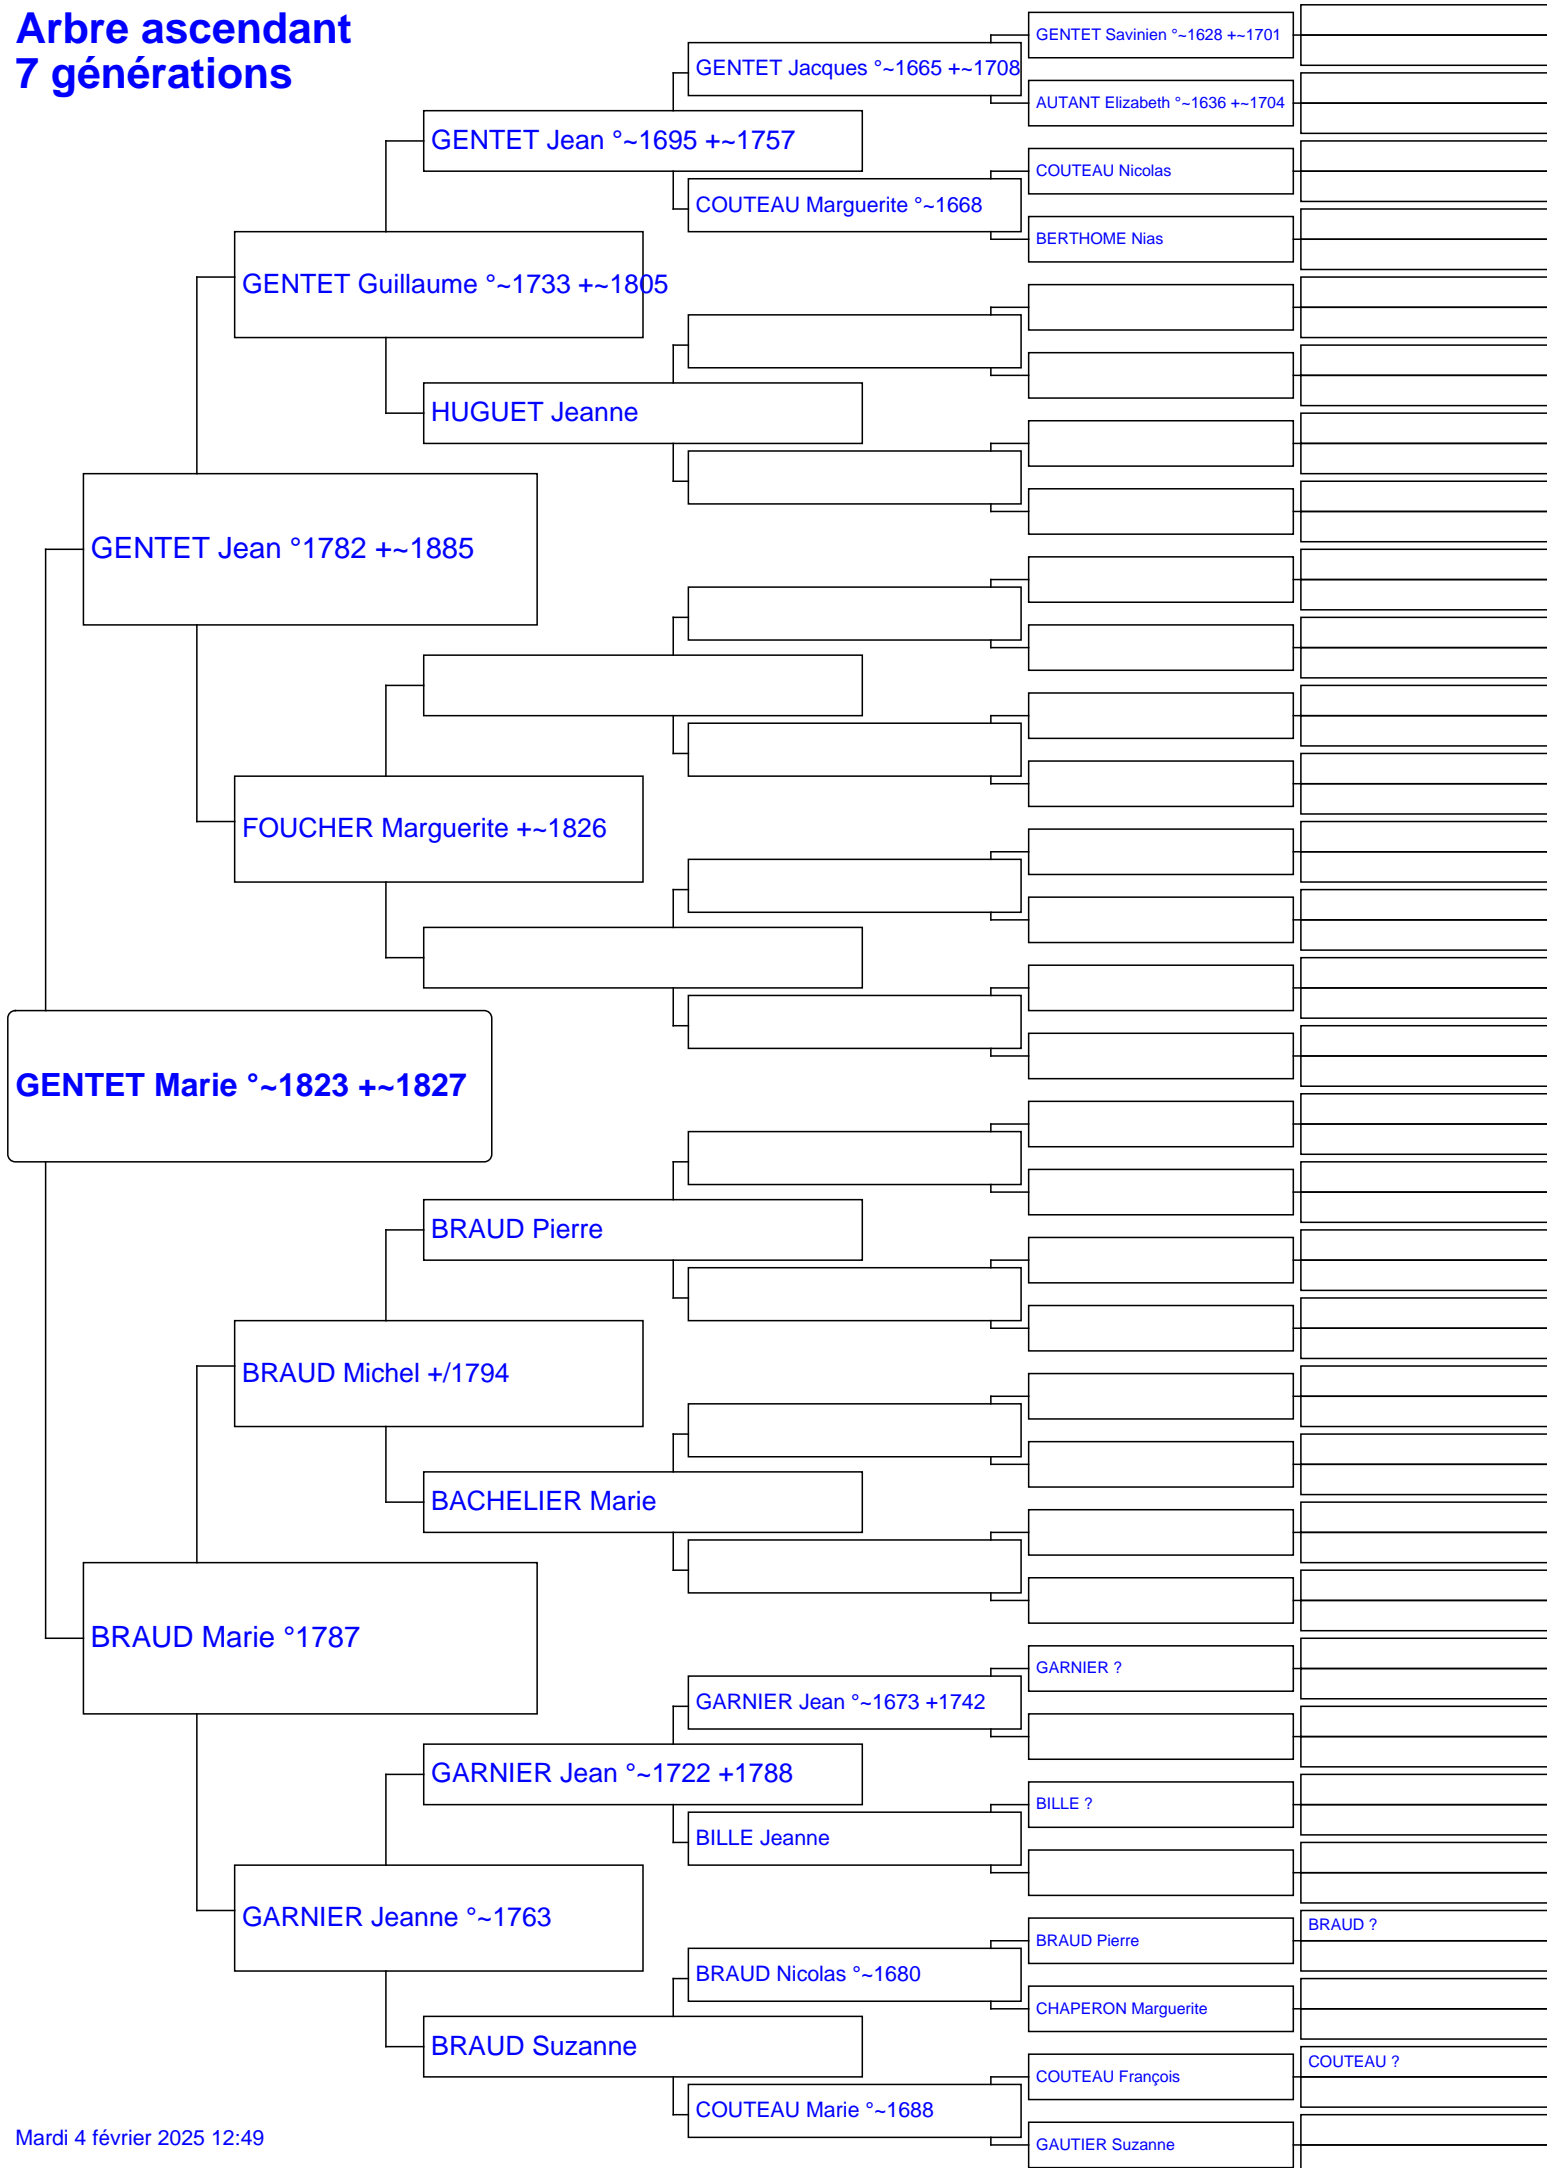 Arbre ascendant
7 générations
GENTET Savinien °~1628 +~1701
GENTET Jacques °~1665 +~1708
AUTANT Elizabeth °~1636 +~1704
GENTET Jean °~1695 +~1757
COUTEAU Nicolas
COUTEAU Marguerite °~1668
BERTHOME Nias
GENTET Guillaume °~1733 +~1805
HUGUET Jeanne
GENTET Jean °1782 +~1885
FOUCHER Marguerite +~1826
GENTET Marie °~1823 +~1827
BRAUD Pierre
BRAUD Michel +/1794
BACHELIER Marie
BRAUD Marie °1787
GARNIER ?
GARNIER Jean °~1673 +1742
GARNIER Jean °~1722 +1788
BILLE ?
BILLE Jeanne
GARNIER Jeanne °~1763
BRAUD ?
BRAUD Pierre
BRAUD Nicolas °~1680
CHAPERON Marguerite
BRAUD Suzanne
COUTEAU ?
COUTEAU François
COUTEAU Marie °~1688
GAUTIER Suzanne
Mardi 4 février 2025 12:49